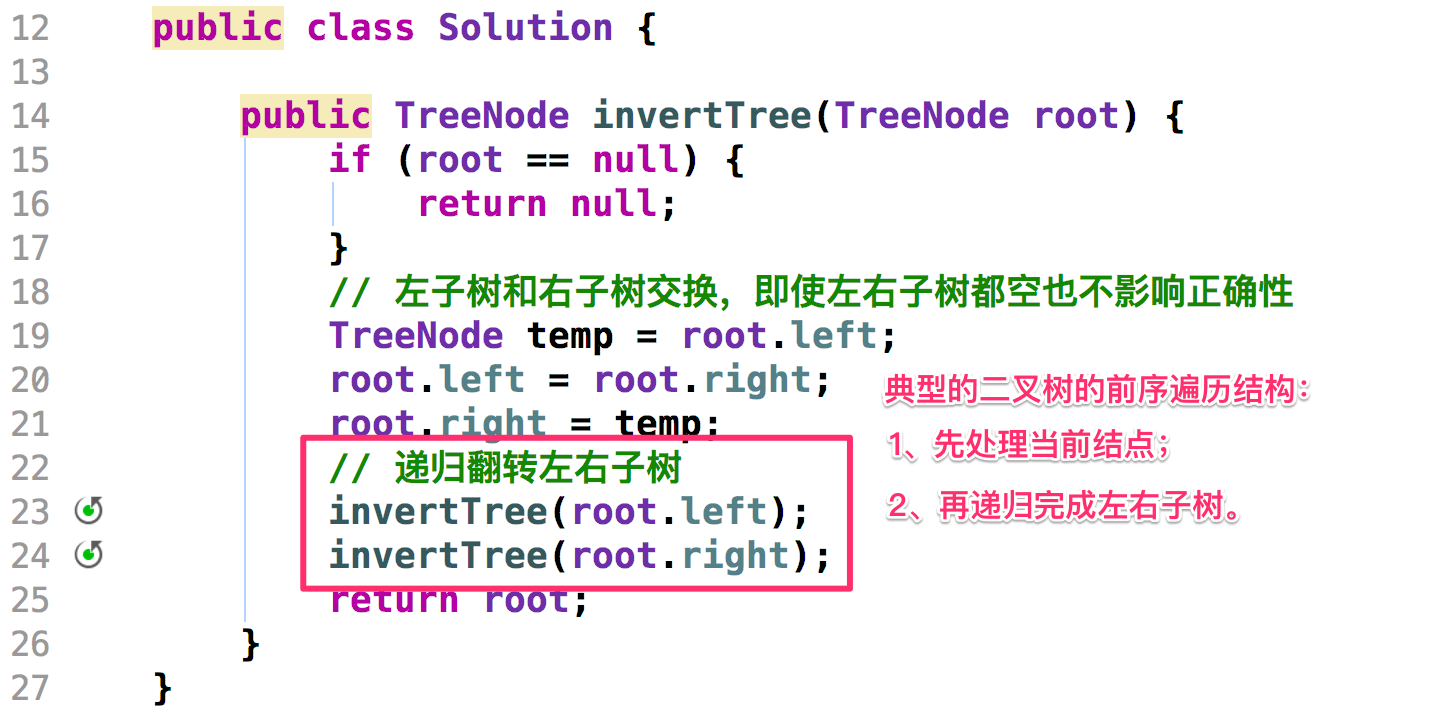 12 public class Solution {
13
14 public TreeNode invertTree(TreeNode root) {
15 if (root == null) {
16 return null;
17 }
18 // 左子树和右子树交换，即使左右子树都空也不影响正确性
19 TreeNode temp = root.left;
20 root.left = root.right;
21 root.right = temp;
22 // 递归翻转左右子树
23 invertTree(root.left);
24 invertTree(root.right);
25 return root;
26 }
27 }
典型的二叉树的前序遍历结构：
1、先处理当前结点；
2、再递归完成左右子树。